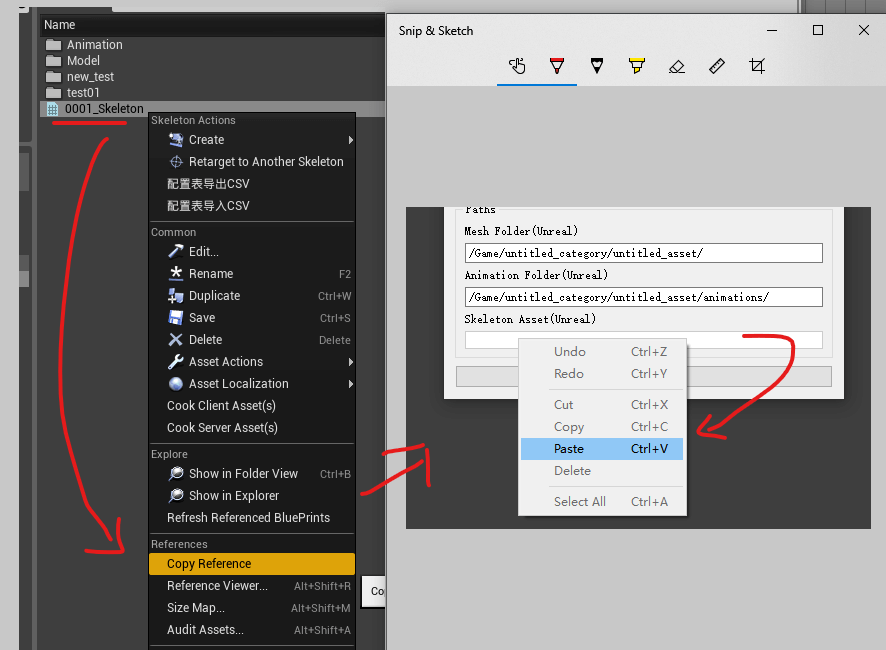 Name
Animation
Model
new_test
test01
0001_Skeleton
Skeleton Actions
Create
Retarget to Another Skeleton
配置表导出CSV
配置表导入CSV
Common
Edit...
Rename F2
Duplicate Ctrl+W
Save Ctrl+S
Delete Delete
Asset Actions
Asset Localization
Cook Client Asset(s)
Cook Server Asset(s)
Explore
Show in Folder View Ctrl+B
Show in Explorer
Refresh Referenced BluePrints
References
Copy Reference
Reference Viewer... Alt+Shift+R
Size Map... Alt+Shift+M
Audit Assets... Alt+Shift+A
Co
Snip & Sketch
Paths
Mesh Folder(Unreal)
/Game/untitled_category/untitled_asset/
Animation Folder(Unreal)
/Game/untitled_category/untitled_asset/animations/
Skeleton Asset(Unreal)
Undo Ctrl+Z
Redo Ctrl+Y
Cut Ctrl+X
Copy Ctrl+C
Paste Ctrl+V
Delete
Select All Ctrl+A